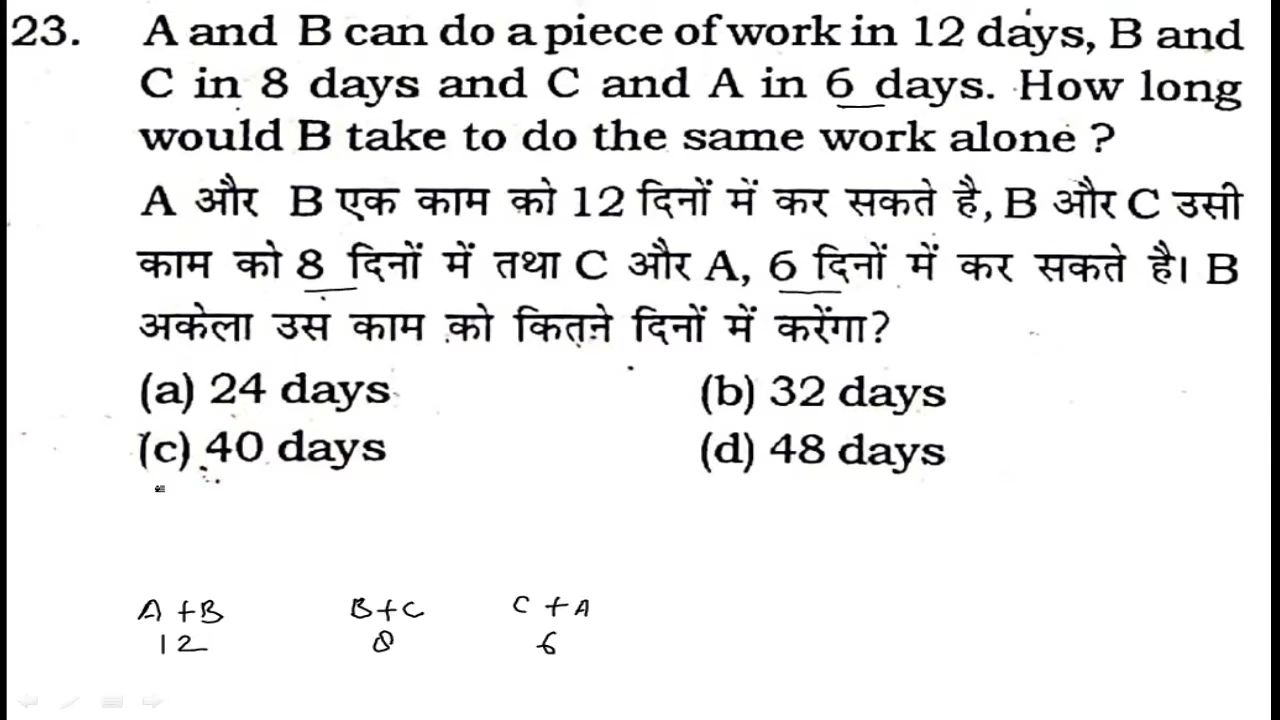 23. A and B can do a piece of work in 12 days, B and
C in 8 days and C and A in 6 days. How long
would B take to do the same work alone ?
A और B एक काम को 12 दिनों में कर सकते है, B और C उसी
काम को 8 दिनों में तथा C और A, 6 दिनों में कर सकते है। B
अकेला उस काम को कितने दिनों में करेंगा?
(a) 24 days (b) 32 days
(c) 40 days (d) 48 days
A + B B + C C + A
12 8 6